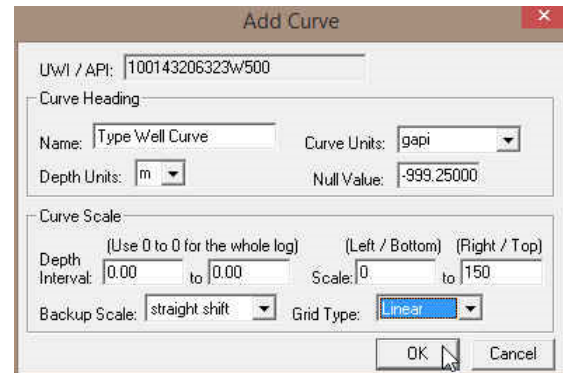 Add Curve
UWI / API: 100143206323W500
Curve Heading
Name: Type Well Curve Curve Units: gapi
Depth Units: m Null Value: -999.25000
Curve Scale
(Use 0 to 0 for the whole log) (Left / Bottom) (Right / Top)
Depth Interval: 0.00 to 0.00 Scale: 0 to 150
Backup Scale: straight shift Grid Type: Linear
OK Cancel